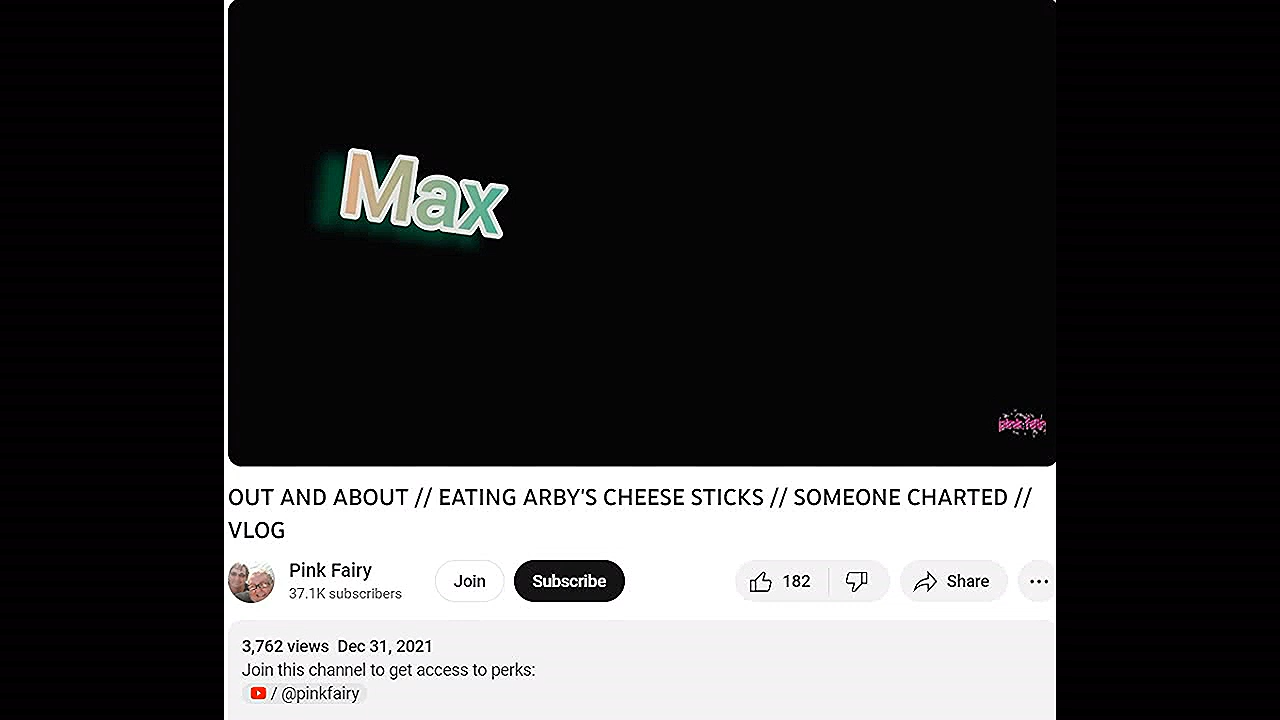 Max
OUT AND ABOUT // EATING ARBY'S CHEESE STICKS // SOMEONE CHARTED //
VLOG
Pink Fairy
37.1K subscribers
Join
Subscribe
182
Share
3,762 views Dec 31, 2021
Join this channel to get access to perks:
/ @pinkfairy